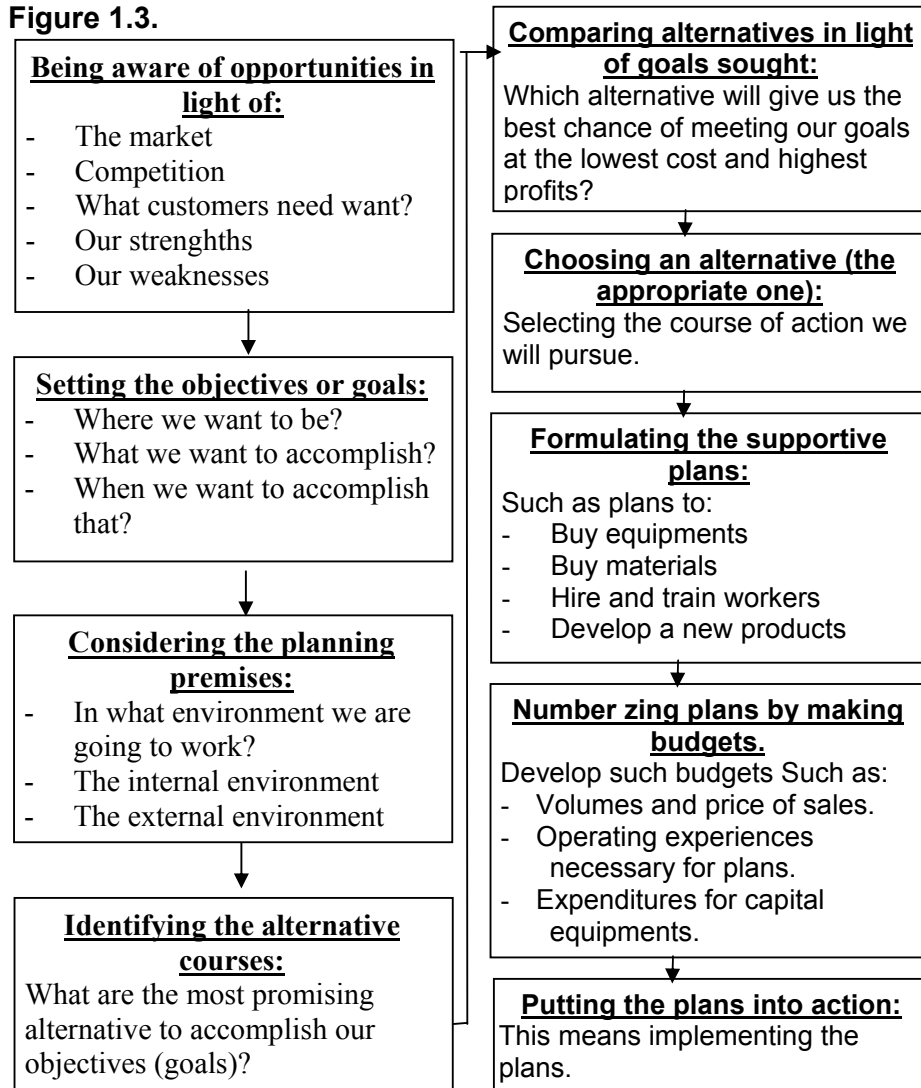 Figure 1.3.
Being aware of opportunities in
light of:
- The market
- Competition
- What customers need want?
- Our strenghths
- Our weaknesses
Setting the objectives or goals:
- Where we want to be?
- What we want to accomplish?
- When we want to accomplish
that?
Considering the planning
premises:
- In what environment we are
going to work?
- The internal environment
- The external environment
Identifying the alternative
courses:
What are the most promising
alternative to accomplish our
objectives (goals)?
Comparing alternatives in light
of goals sought:
Which alternative will give us the
best chance of meeting our goals
at the lowest cost and highest
profits?
Choosing an alternative (the
appropriate one):
Selecting the course of action we
will pursue.
Formulating the supportive
plans:
Such as plans to:
- Buy equipments
- Buy materials
- Hire and train workers
- Develop a new products
Number zing plans by making
budgets.
Develop such budgets Such as:
- Volumes and price of sales.
- Operating experiences
necessary for plans.
- Expenditures for capital
equipments.
Putting the plans into action:
This means implementing the
plans.